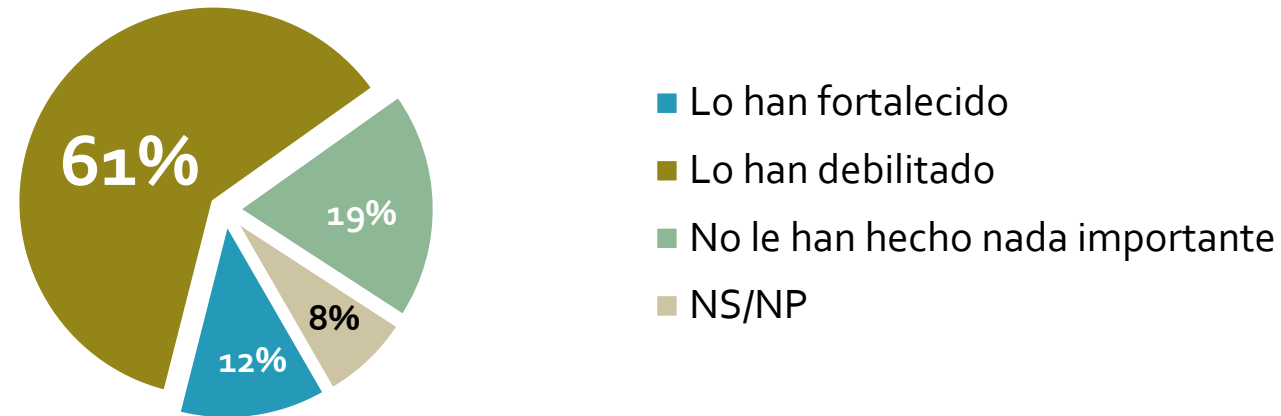 61%
19%
8%
12%
Lo han fortalecido
Lo han debilitado
No le han hecho nada importante
NS/NP